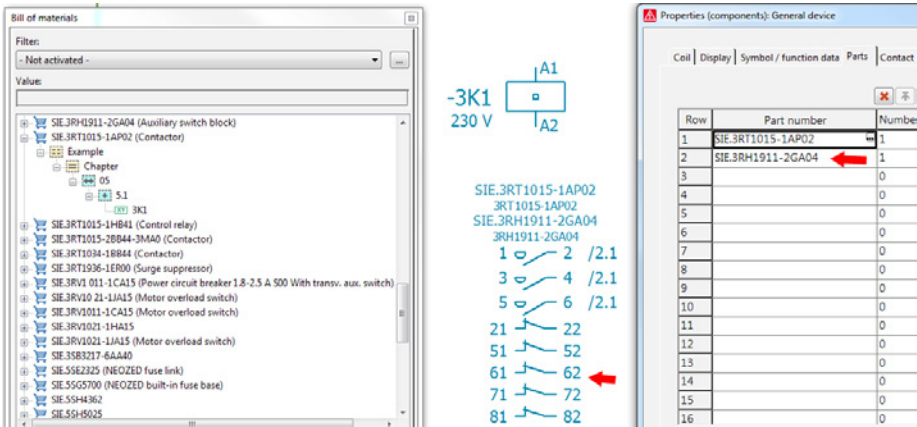 Bill of materials
Filter:
- Not activated -
...
Value:
SIE.3RH1911-2GA04 (Auxiliary switch block)
SIE.3RT1015-1AP02 (Contactor)
Example
Chapter
05
5.1
3K1
SIE.3RT1015-1HB41 (Control relay)
SIE.3RT1015-2BB44-3MA0 (Contactor)
SIE.3RT1034-1BB44 (Contactor)
SIE.3RT1936-1ER00 (Surge suppressor)
SIE.3RV1 011-1CA15 (Power circuit breaker 1.8-2.5 A S00 With transv. aux. switch)
SIE.3RV10 21-1JA15 (Motor overload switch)
SIE.3RV1011-1CA15 (Motor overload switch)
SIE.3RV1021-1HA15
SIE.3RV1021-1JA15 (Motor overload switch)
SIE.3SB3217-6AA40
SIE.5SE2325 (NEOZED fuse link)
SIE.5SG5700 (NEOZED built-in fuse base)
SIE.5SH4362
SIE.5SH5025
A1
-3K1
230 V
A2
SIE.3RT1015-1AP02
3RT1015-1AP02
SIE.3RH1911-2GA04
3RH1911-2GA04
1 2 /2.1
3 4 /2.1
5 6 /2.1
21 22
51 52
61 62
71 72
81 82
Properties (components): General device
Coil Display Symbol / function data Parts Contact
Row Part number Number
1 SIE.3RT1015-1AP02 1
2 SIE.3RH1911-2GA04 1
3 0
4 0
5 0
6 0
7 0
8 0
9 0
10 0
11 0
12 0
13 0
14 0
15 0
16 0